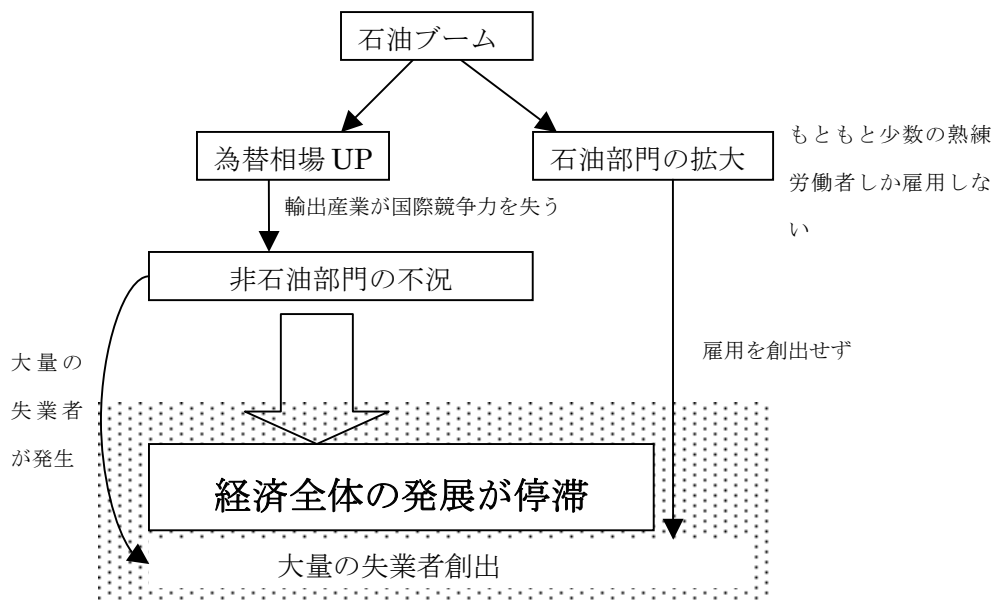 石油ブーム
為替相場 UP
石油部門の拡大
もともと少数の熟練
労働者しか雇用しな
い
輸出産業が国際競争力を失う
非石油部門の不況
大量の
失業者
が発生
雇用を創出せず
経済全体の発展が停滞
大量の失業者創出